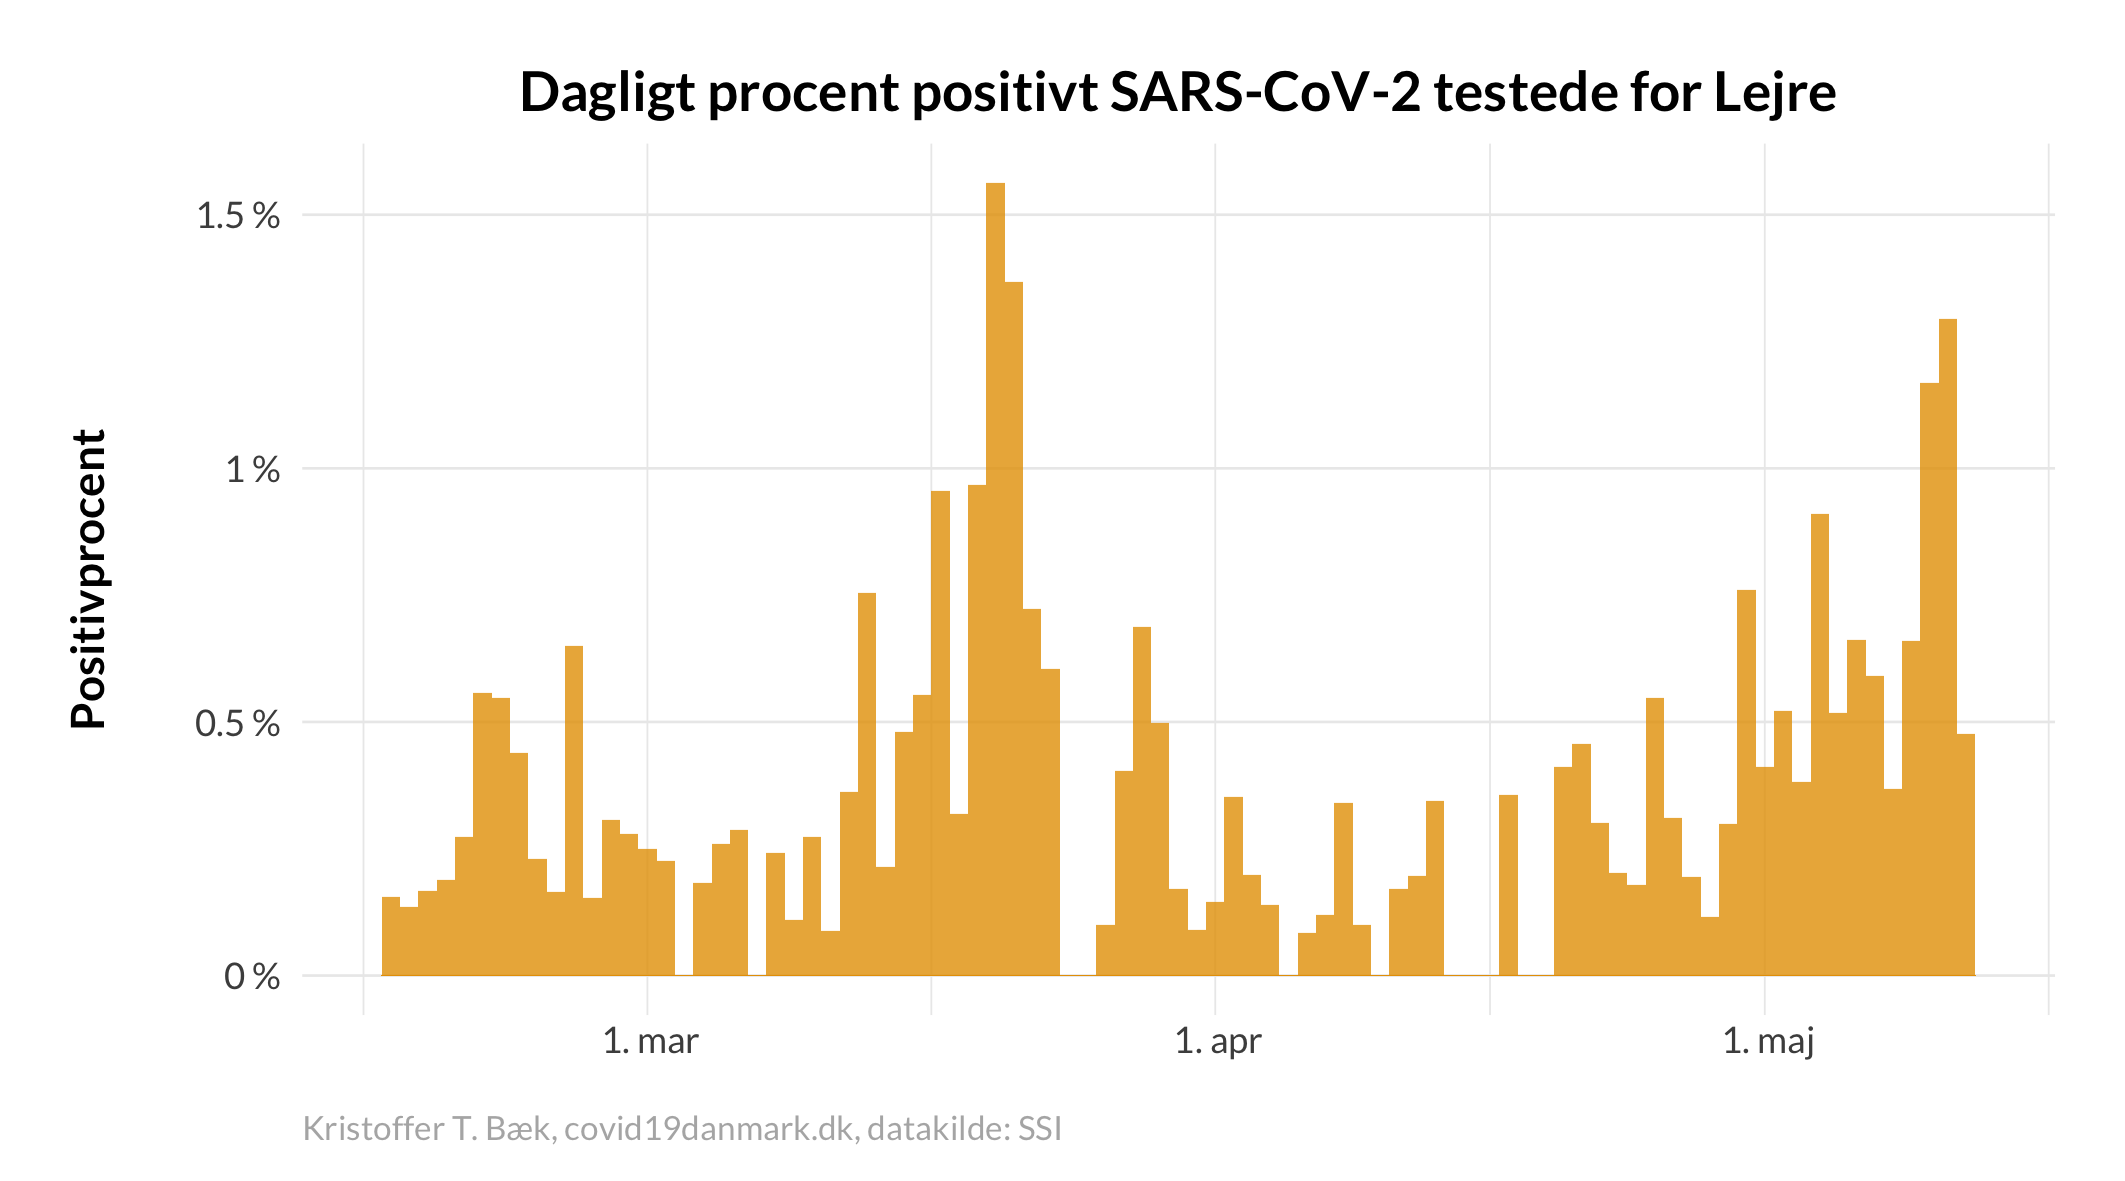 Dagligt procent positivt SARS-CoV-2 testede for Lejre
Positivprocent
1.5 %
1 %
0.5 %
0 %
1. mar
1. apr
1. maj
Kristoffer T. Bæk, covid19danmark.dk, datakilde: SSI